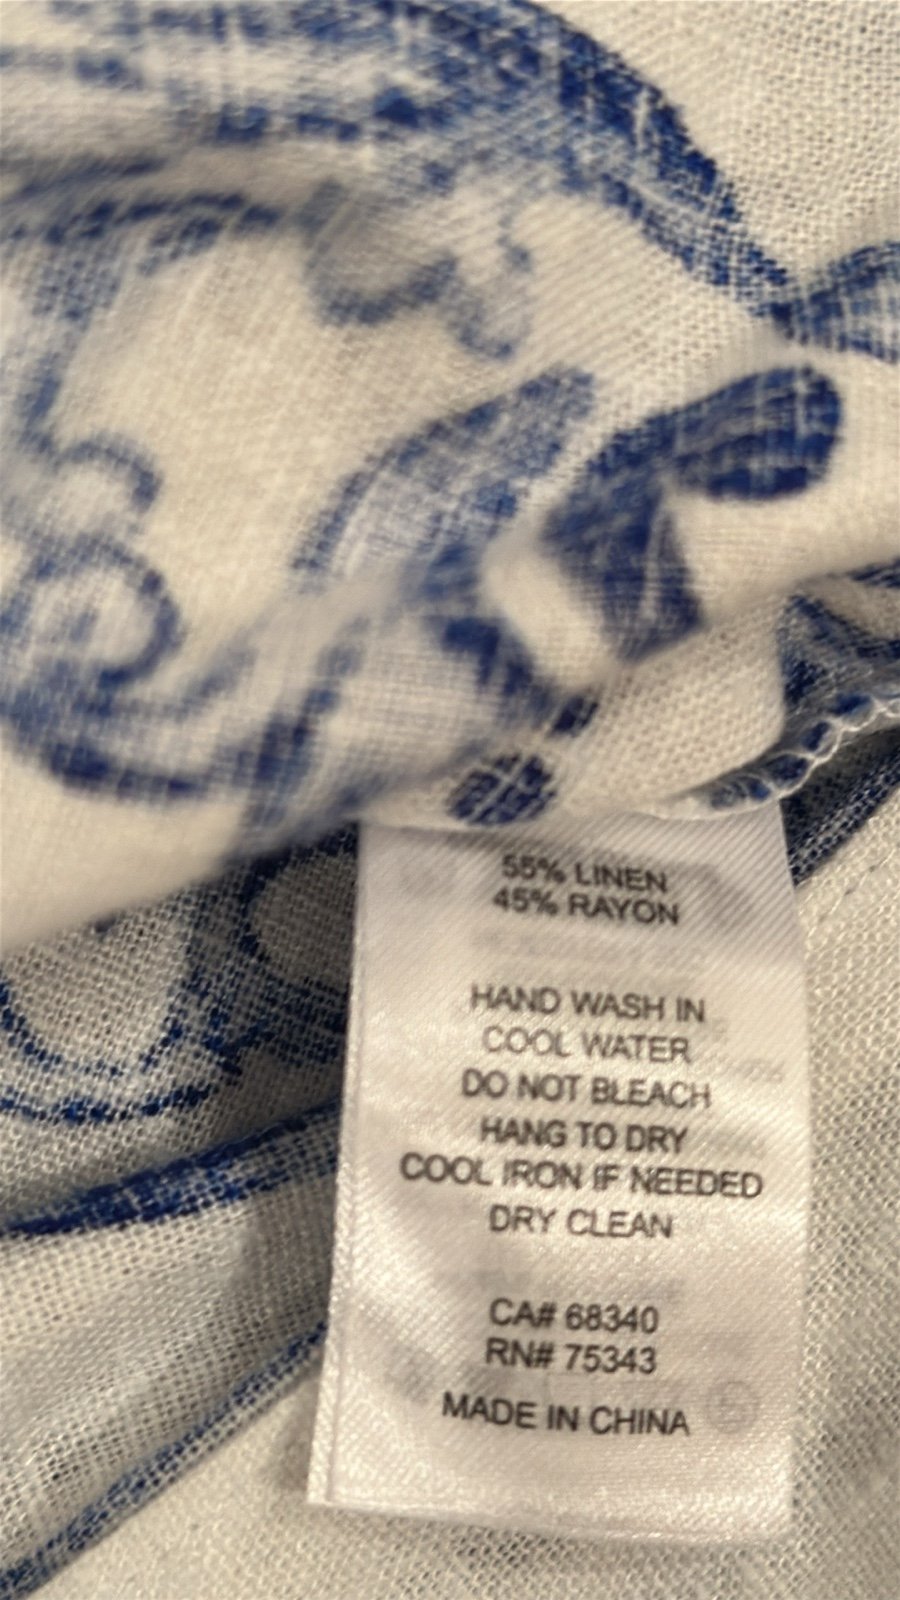 55% LINEN
45% RAYON
HAND WASH IN
COOL WATER
DO NOT BLEACH
HANG TO DRY
COOL IRON IF NEEDED
DRY CLEAN
CA# 68340
RN# 75343
MADE IN CHINA